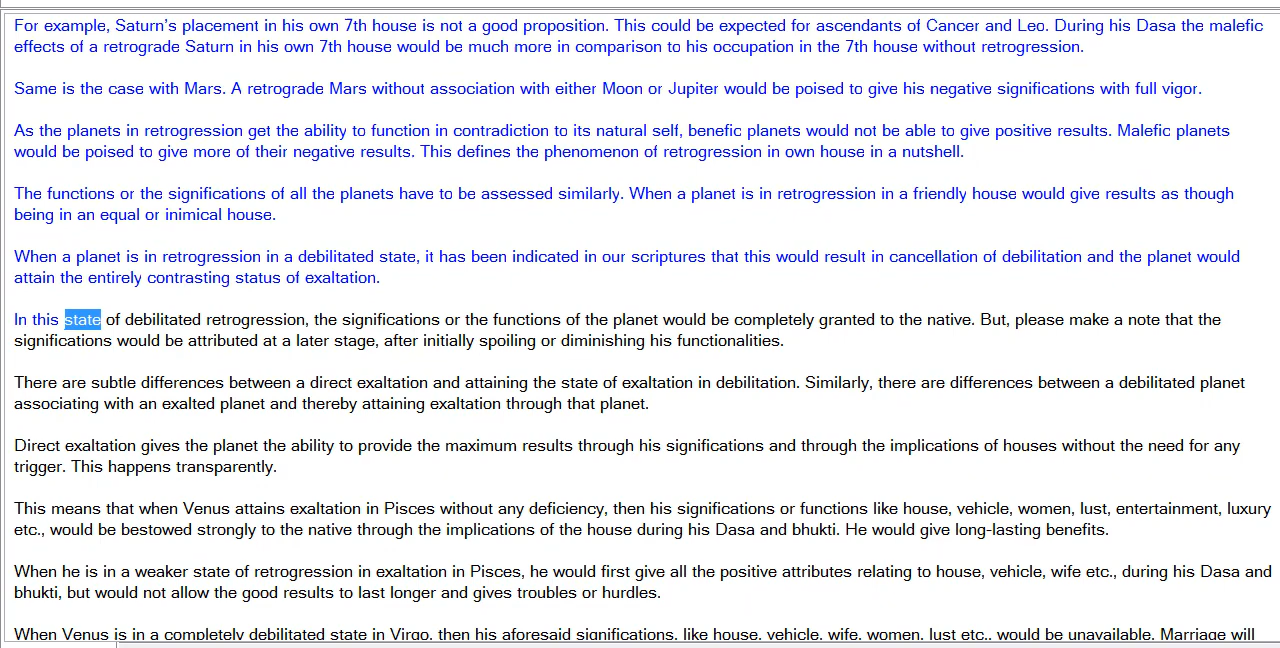 For example, Saturn's placement in his own 7th house is not a good proposition. This could be expected for ascendants of Cancer and Leo. During his Dasa the malefic
effects of a retrograde Saturn in his own 7th house would be much more in comparison to his occupation in the 7th house without retrogression.
Same is the case with Mars. A retrograde Mars without association with either Moon or Jupiter would be poised to give his negative significations with full vigor.
As the planets in retrogression get the ability to function in contradiction to its natural self, benefic planets would not be able to give positive results. Malefic planets
would be poised to give more of their negative results. This defines the phenomenon of retrogression in own house in a nutshell.
The functions or the significations of all the planets have to be assessed similarly. When a planet is in retrogression in a friendly house would give results as though
being in an equal or inimical house.
When a planet is in retrogression in a debilitated state, it has been indicated in our scriptures that this would result in cancellation of debilitation and the planet would
attain the entirely contrasting status of exaltation.
In this state of debilitated retrogression, the significations or the functions of the planet would be completely granted to the native. But, please make a note that the
significations would be attributed at a later stage, after initially spoiling or diminishing his functionalities.
There are subtle differences between a direct exaltation and attaining the state of exaltation in debilitation. Similarly, there are differences between a debilitated planet
associating with an exalted planet and thereby attaining exaltation through that planet.
Direct exaltation gives the planet the ability to provide the maximum results through his significations and through the implications of houses without the need for any
trigger. This happens transparently.
This means that when Venus attains exaltation in Pisces without any deficiency, then his significations or functions like house, vehicle, women, lust, entertainment, luxury
etc., would be bestowed strongly to the native through the implications of the house during his Dasa and bhukti. He would give long-lasting benefits.
When he is in a weaker state of retrogression in exaltation in Pisces, he would first give all the positive attributes relating to house, vehicle, wife etc., during his Dasa and
bhukti, but would not allow the good results to last longer and gives troubles or hurdles.
When Venus is in a completely debilitated state in Virgo, then his aforesaid significations, like house, vehicle, wife, women, lust etc., would be unavailable. Marriage will